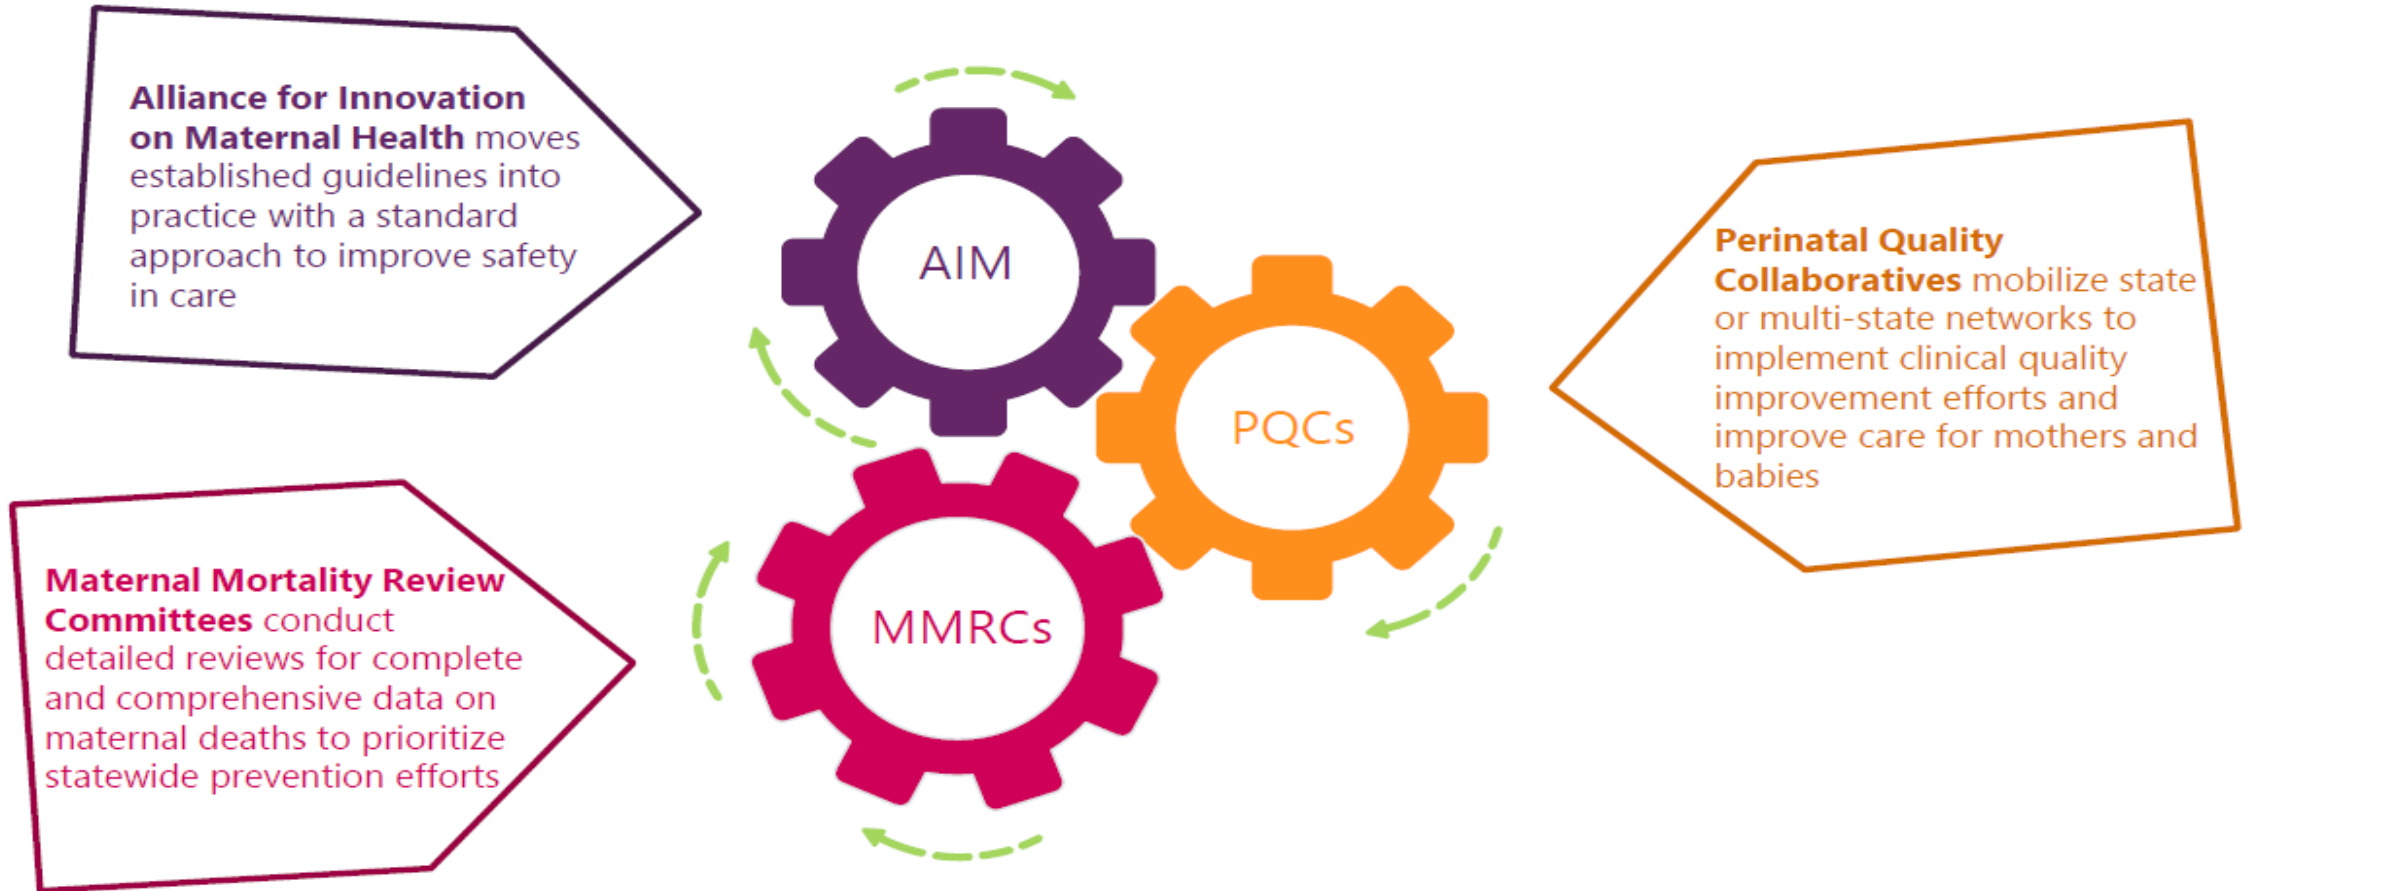 Alliance for Innovation
on Maternal Health moves
established guidelines into
practice with a standard
approach to improve safety
in care
AIM
Perinatal Quality
Collaboratives mobilize state
or multi-state networks to
implement clinical quality
improvement efforts and
improve care for mothers and
babies
PQCs
Maternal Mortality Review
Committees conduct
detailed reviews for complete
and comprehensive data on
maternal deaths to prioritize
statewide prevention efforts
MMRCs